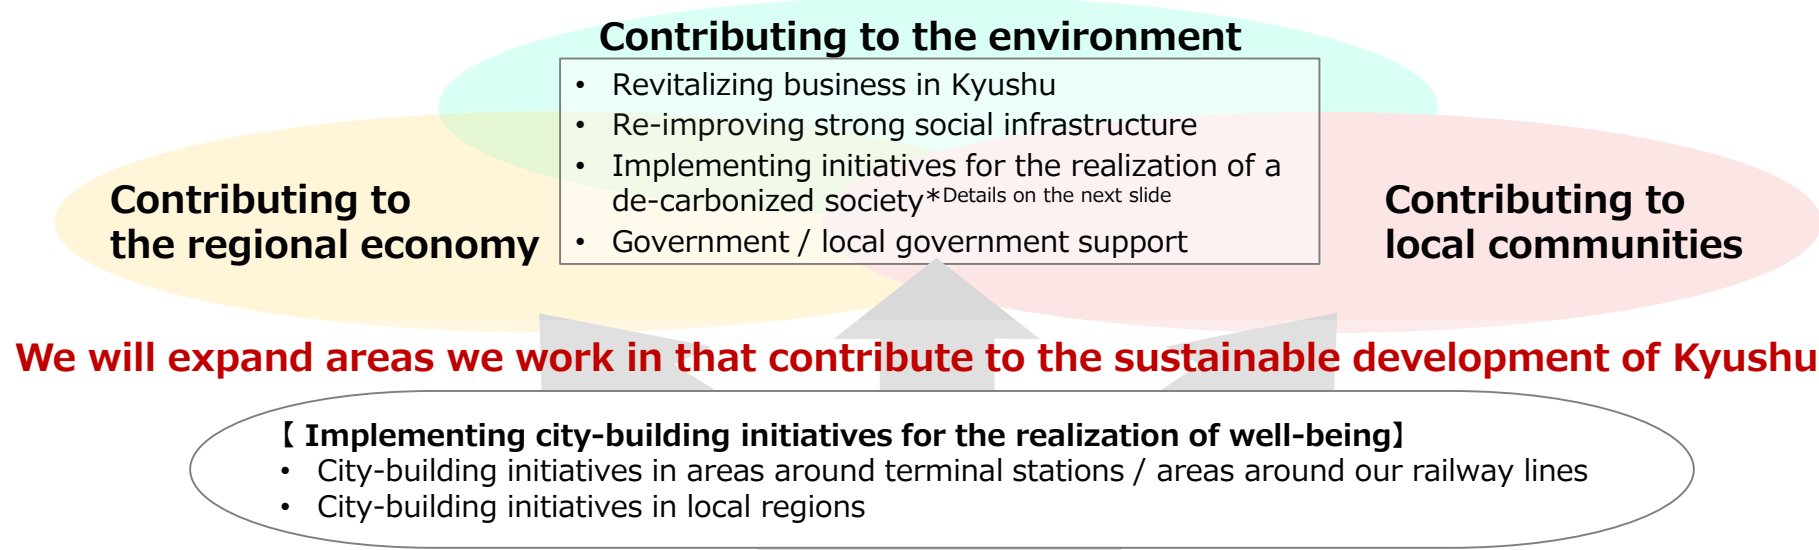 Contributing to the environment
• Revitalizing business in Kyushu
• Re-improving strong social infrastructure
• Implementing initiatives for the realization of a
de-carbonized society*Details on the next slide
• Government / local government support
Contributing to
the regional economy
Contributing to
local communities
We will expand areas we work in that contribute to the sustainable development of Kyushu
【 Implementing city-building initiatives for the realization of well-being】
• City-building initiatives in areas around terminal stations / areas around our railway lines
• City-building initiatives in local regions